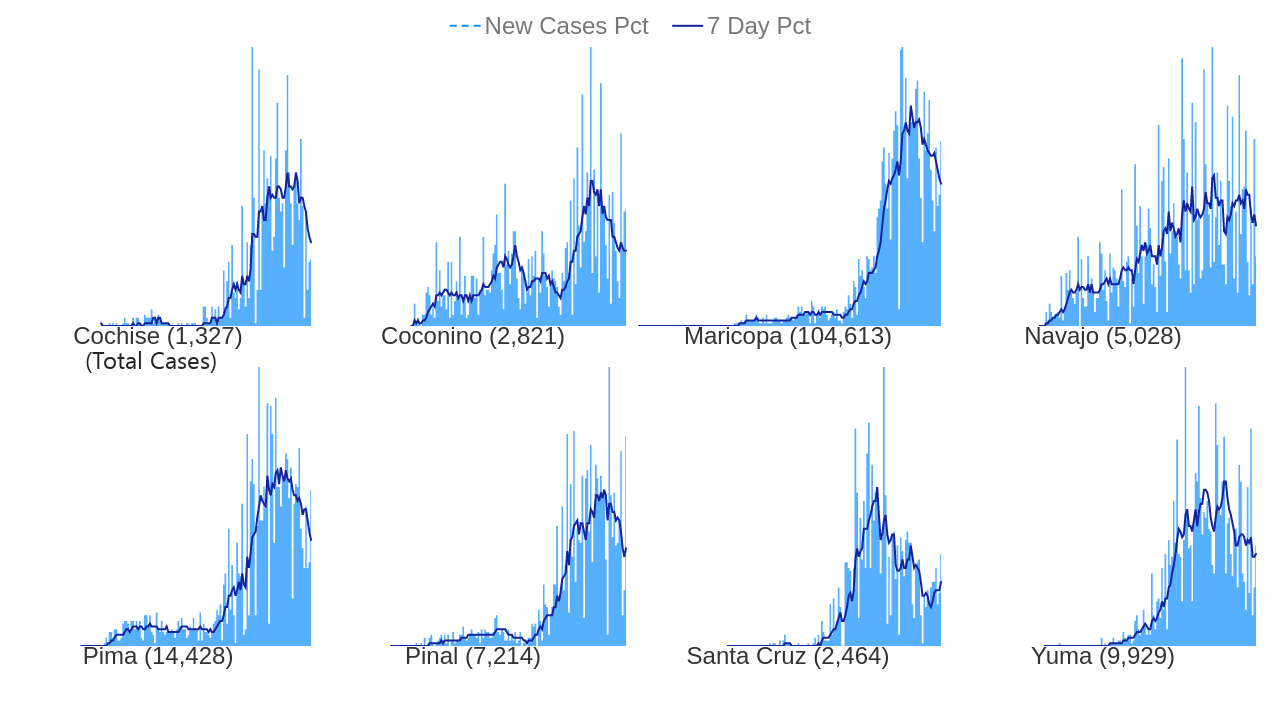 New Cases Pct 7 Day Pct
Cochise (1,327) Coconino (2,821) Maricopa (104,613) Navajo (5,028)
(Total Cases)
Pima (14,428) Pinal (7,214) Santa Cruz (2,464) Yuma (9,929)